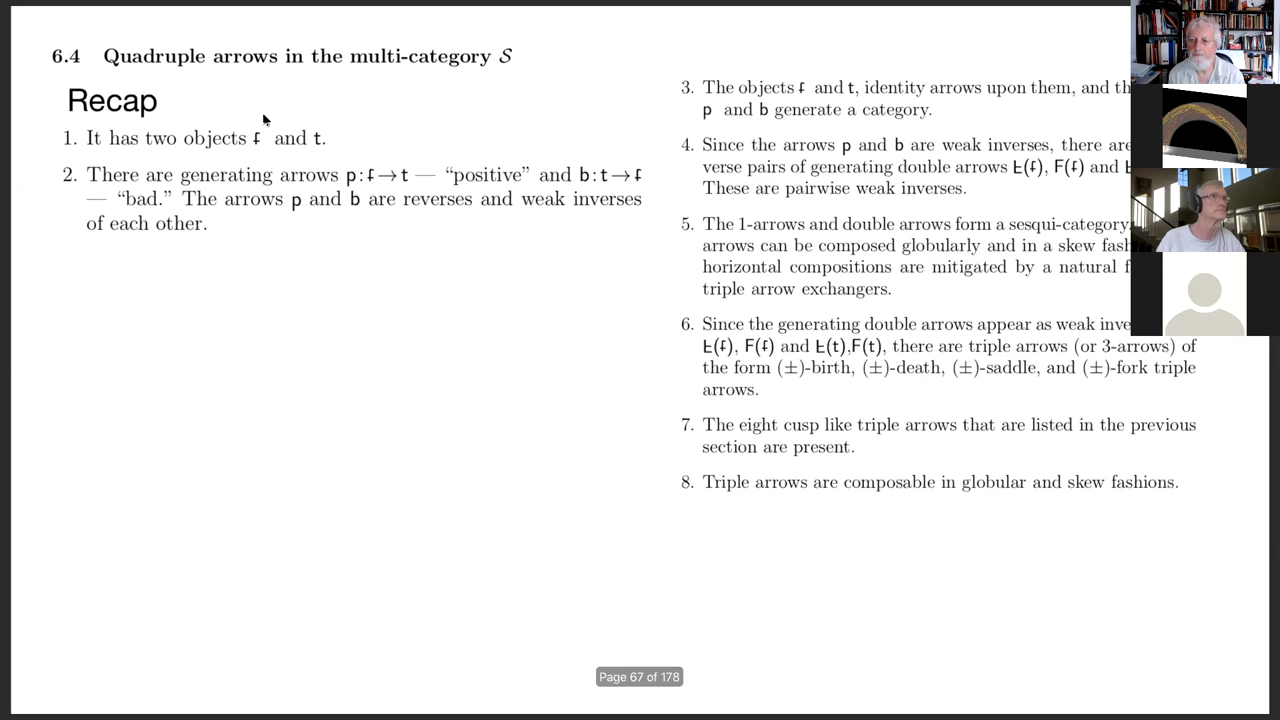 6.4 Quadruple arrows in the multi-category 𝒮
Recap
1. It has two objects ɟ and t.
2. There are generating arrows p:ɟ→t — “positive” and b:t→ɟ
— “bad.” The arrows p and b are reverses and weak inverses
of each other.
3. The objects ɟ and t, identity arrows upon them, and th
p and b generate a category.
4. Since the arrows p and b are weak inverses, there are
verse pairs of generating double arrows Ⅎ(ɟ), F(ɟ) and
These are pairwise weak inverses.
5. The 1-arrows and double arrows form a sesqui-category.
arrows can be composed globularly and in a skew fash
horizontal compositions are mitigated by a natural f
triple arrow exchangers.
6. Since the generating double arrows appear as weak inve
Ⅎ(ɟ), F(ɟ) and Ⅎ(t),F(t), there are triple arrows (or 3-arrows) of
the form (±)-birth, (±)-death, (±)-saddle, and (±)-fork triple
arrows.
7. The eight cusp like triple arrows that are listed in the previous
section are present.
8. Triple arrows are composable in globular and skew fashions.
Page 67 of 178